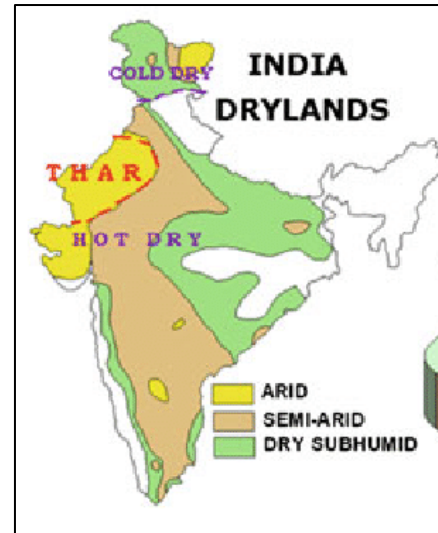 INDIA
DRYLANDS
COLD DRY
THAR
HOT DRY
ARID
SEMI-ARID
DRY SUBHUMID